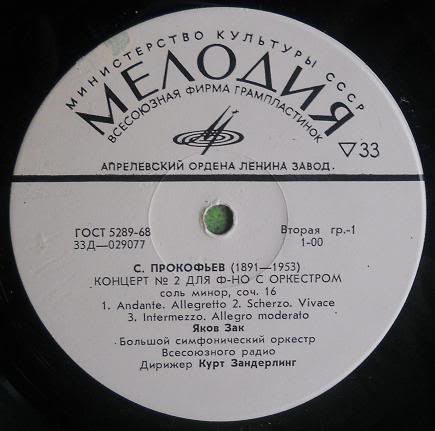 МИНИСТЕРСТВО КУЛЬТУРЫ СССР
МЕЛОДИЯ
ВСЕСОЮЗНАЯ ФИРМА ГРАМПЛАСТИНОК
▽33
АПРЕЛЕВСКИЙ ОРДЕНА ЛЕНИНА ЗАВОД.
ГОСТ 5289-68
Вторая гр.-1
33Д—029077
1-00
С. ПРОКОФЬЕВ (1891—1953)
КОНЦЕРТ № 2 ДЛЯ Ф-НО С ОРКЕСТРОМ
соль минор, соч. 16
1. Andante. Allegretto 2. Scherzo. Vivace
3. Intermezzo. Allegro moderato
Яков Зак
Большой симфонический оркестр
Всесоюзного радио
Дирижер Курт Зандерлинг